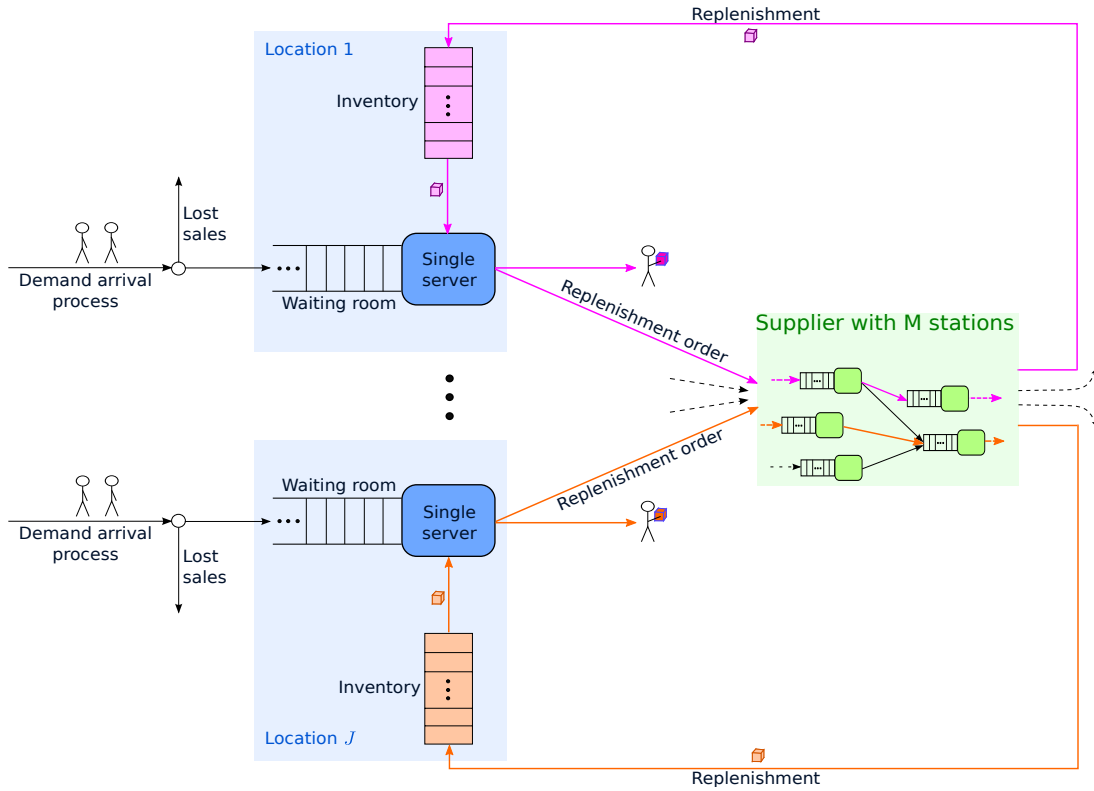 Replenishment
Location 1
Inventory
Lost
sales
Demand arrival
process
Single
server
Waiting room
Replenishment order
Supplier with M stations
Replenishment order
Waiting room
Single
server
Demand arrival
process
Lost
sales
Inventory
Location J
Replenishment